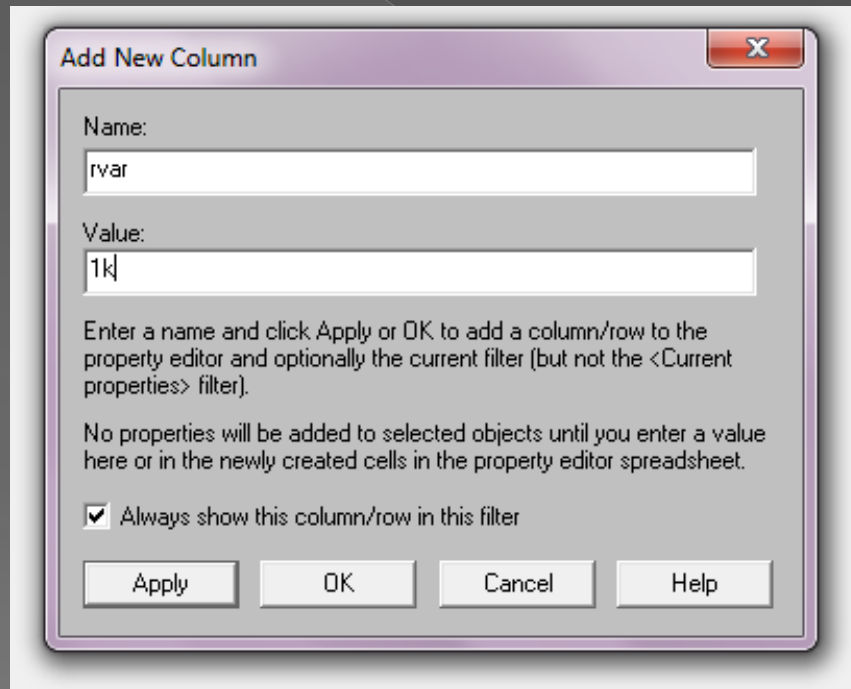 Add New Column
Name:
rvar
Value:
1k
Enter a name and click Apply or OK to add a column/row to the
property editor and optionally the current filter (but not the <Current
properties> filter).
No properties will be added to selected objects until you enter a value
here or in the newly created cells in the property editor spreadsheet.
Always show this column/row in this filter
Apply OK Cancel Help